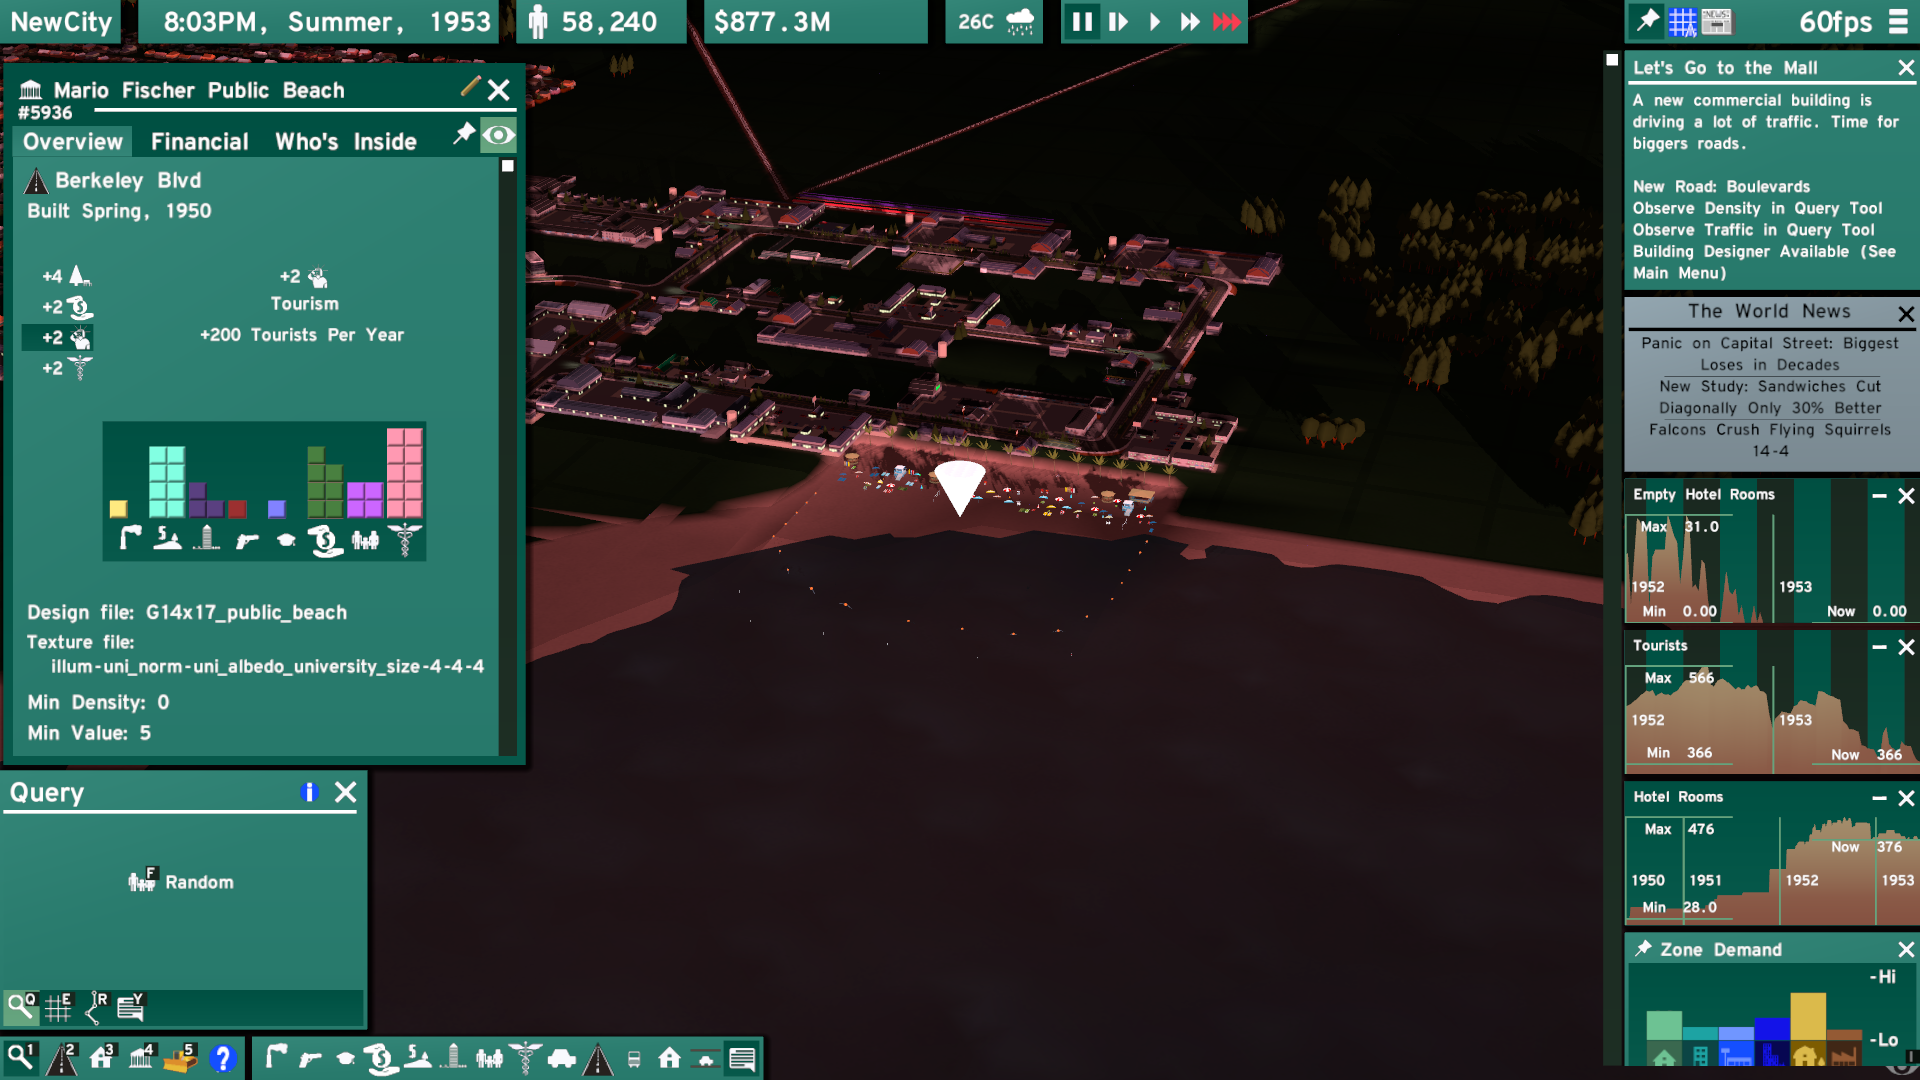 NewCity
8:03PM, Summer, 1953
58,240
$877.3M
26C
60fps
Mario Fischer Public Beach
#5936
Overview Financial Who's Inside
Berkeley Blvd
Built Spring, 1950
+4
+2
+2
+2
+2
Tourism
+200 Tourists Per Year
Design file: G14x17_public_beach
Texture file:
illum-uni_norm-uni_albedo_university_size-4-4-4
Min Density: 0
Min Value: 5
Query
F
Random
Q E R Y
1 2 3 4 5 ?
Let's Go to the Mall
A new commercial building is
driving a lot of traffic. Time for
biggers roads.
New Road: Boulevards
Observe Density in Query Tool
Observe Traffic in Query Tool
Building Designer Available (See
Main Menu)
The World News
Panic on Capital Street: Biggest
Loses in Decades
New Study: Sandwiches Cut
Diagonally Only 30% Better
Falcons Crush Flying Squirrels
14-4
Empty Hotel Rooms
Max 31.0
1952 1953
Min 0.00 Now 0.00
Tourists
Max 566
1952 1953
Min 366 Now 366
Hotel Rooms
Max 476
Now 376
1950 1951 1952 1953
Min 28.0
Zone Demand
-Hi
-Lo